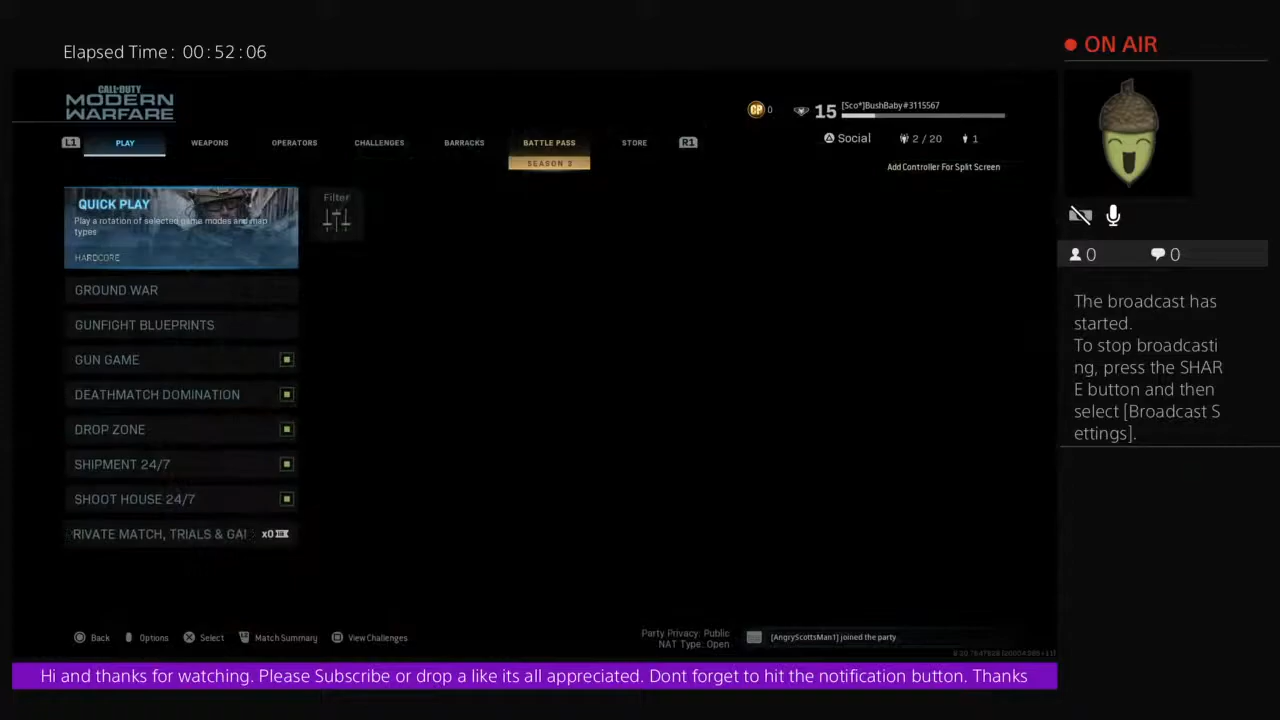 Elapsed Time: 00:52:06
ON AIR
CALL·DUTY
MODERN
WARFARE
CP 0
15
[Sco*]BushBaby#3115567
Social
2 / 20
1
Add Controller For Split Screen
L1
PLAY
WEAPONS
OPERATORS
CHALLENGES
BARRACKS
BATTLE PASS
STORE
R1
QUICK PLAY
Play a rotation of selected game modes and map
types
HARDCORE
Filter
GROUND WAR
GUNFIGHT BLUEPRINTS
GUN GAME
DEATHMATCH DOMINATION
DROP ZONE
SHIPMENT 24/7
SHOOT HOUSE 24/7
RIVATE MATCH, TRIALS & GA
x0
0
0
The broadcast has
started.
To stop broadcasti
ng, press the SHAR
E button and then
select [Broadcast S
ettings].
Back
Options
Select
Match Summary
View Challenges
Party Privacy: Public
NAT Type: Open
[AngryScottsMan1] joined the party
Hi and thanks for watching. Please Subscribe or drop a like its all appreciated. Dont forget to hit the notification button. Thanks